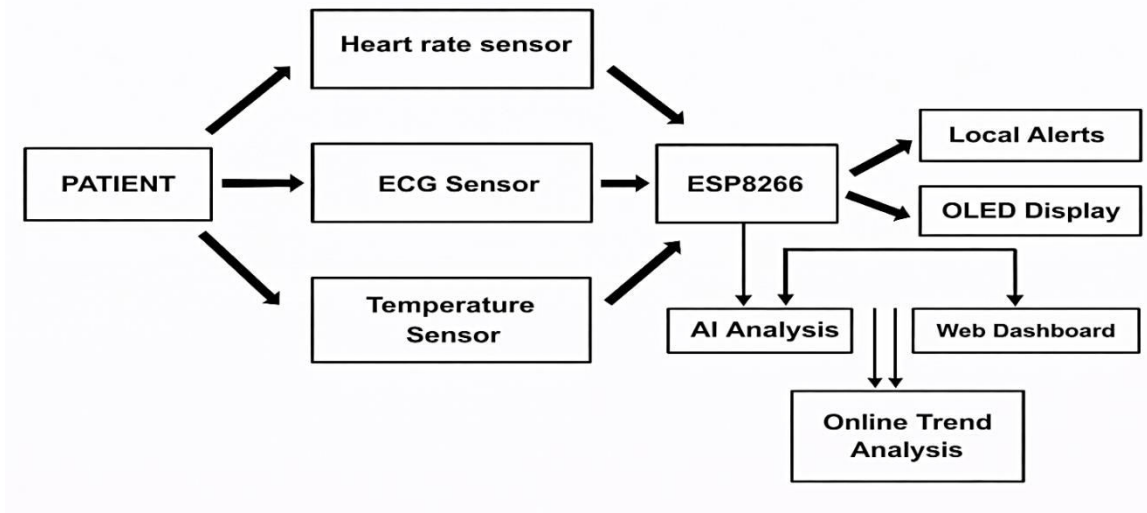 Heart rate sensor
PATIENT
ECG Sensor
ESP8266
Local Alerts
OLED Display
Temperature
Sensor
AI Analysis
Web Dashboard
Online Trend
Analysis